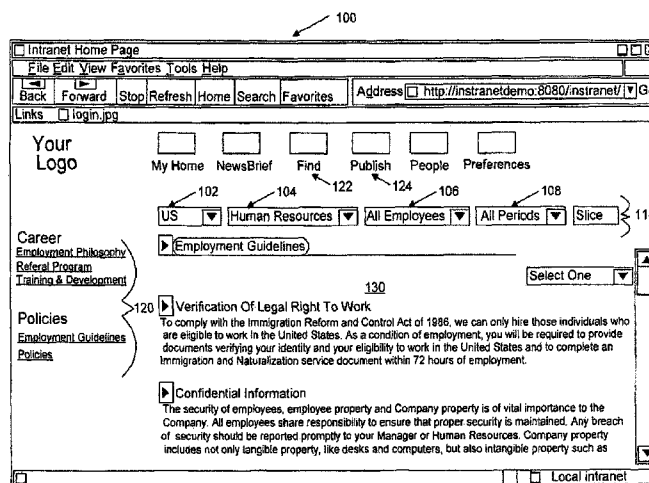 100
Intranet Home Page
File Edit View Favorites Tools Help
Back Forward Stop Refresh Home Search Favorites Address http://instranetdemo:8080/instranet/ G
Links login.jpg
Your Logo
My Home NewsBrief Find Publish People Preferences
122 124
102 104 106 108
US Human Resources All Employees All Periods Slice 11
Career
Employment Philosophy
Referal Program
Training & Development
120
Policies
Employment Guidelines
Policies
Employment Guidelines
Select One
130
Verification Of Legal Right To Work
To comply with the Immigration Reform and Control Act of 1986, we can only hire those individuals who
are eligible to work in the United States. As a condition of employment, you will be required to provide
documents verifying your identity and your eligibility to work in the United States and to complete an
Immigration and Naturalization service document within 72 hours of employment.
Confidential Information
The security of employees, employee property and Company property is of vital importance to the
Company. All employees share responsibility to ensure that proper security is maintained. Any breach
of security should be reported promptly to your Manager or Human Resources. Company property
includes not only tangible property, like desks and computers, but also intangible property such as
Local intranet